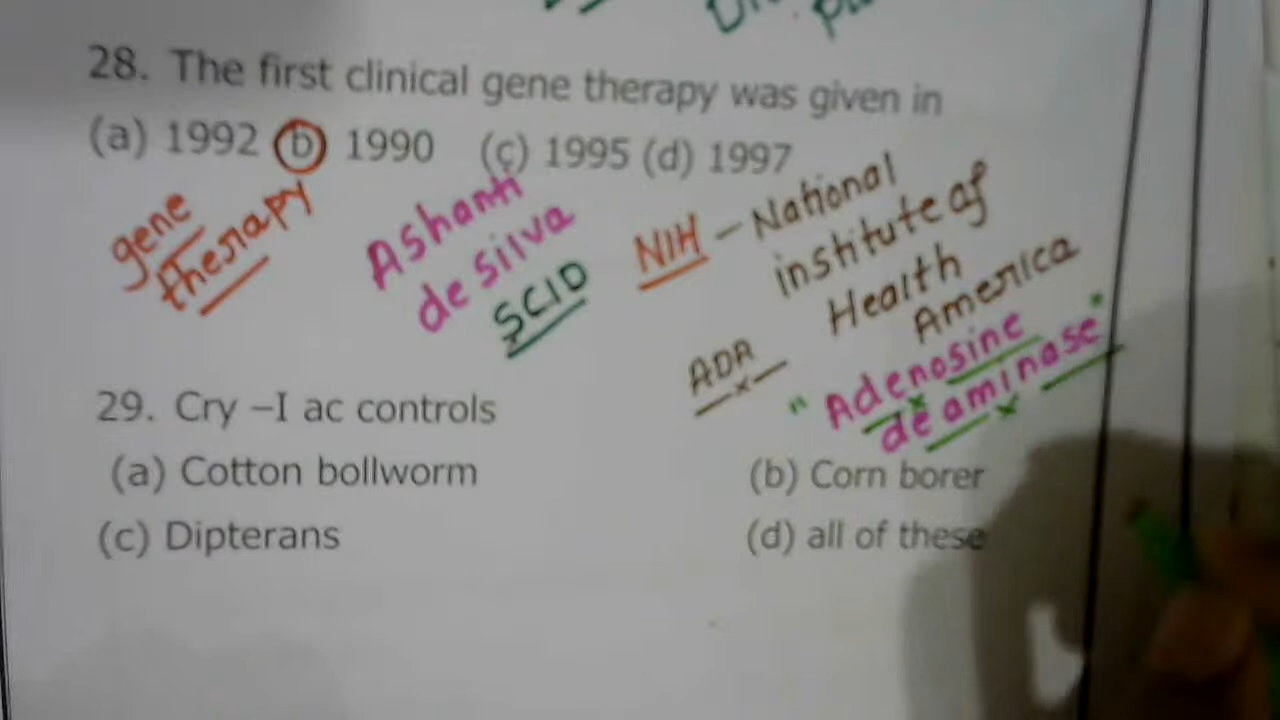 28. The first clinical gene therapy was given in
(a) 1992 (b) 1990 (c) 1995 (d) 1997
gene
therapy
Ashanti
de silva
SCID
NIH - National
institute of
Health
America
ADA
"Adenosine
de aminase"
29. Cry –I ac controls
(a) Cotton bollworm
(b) Corn borer
(c) Dipterans
(d) all of these